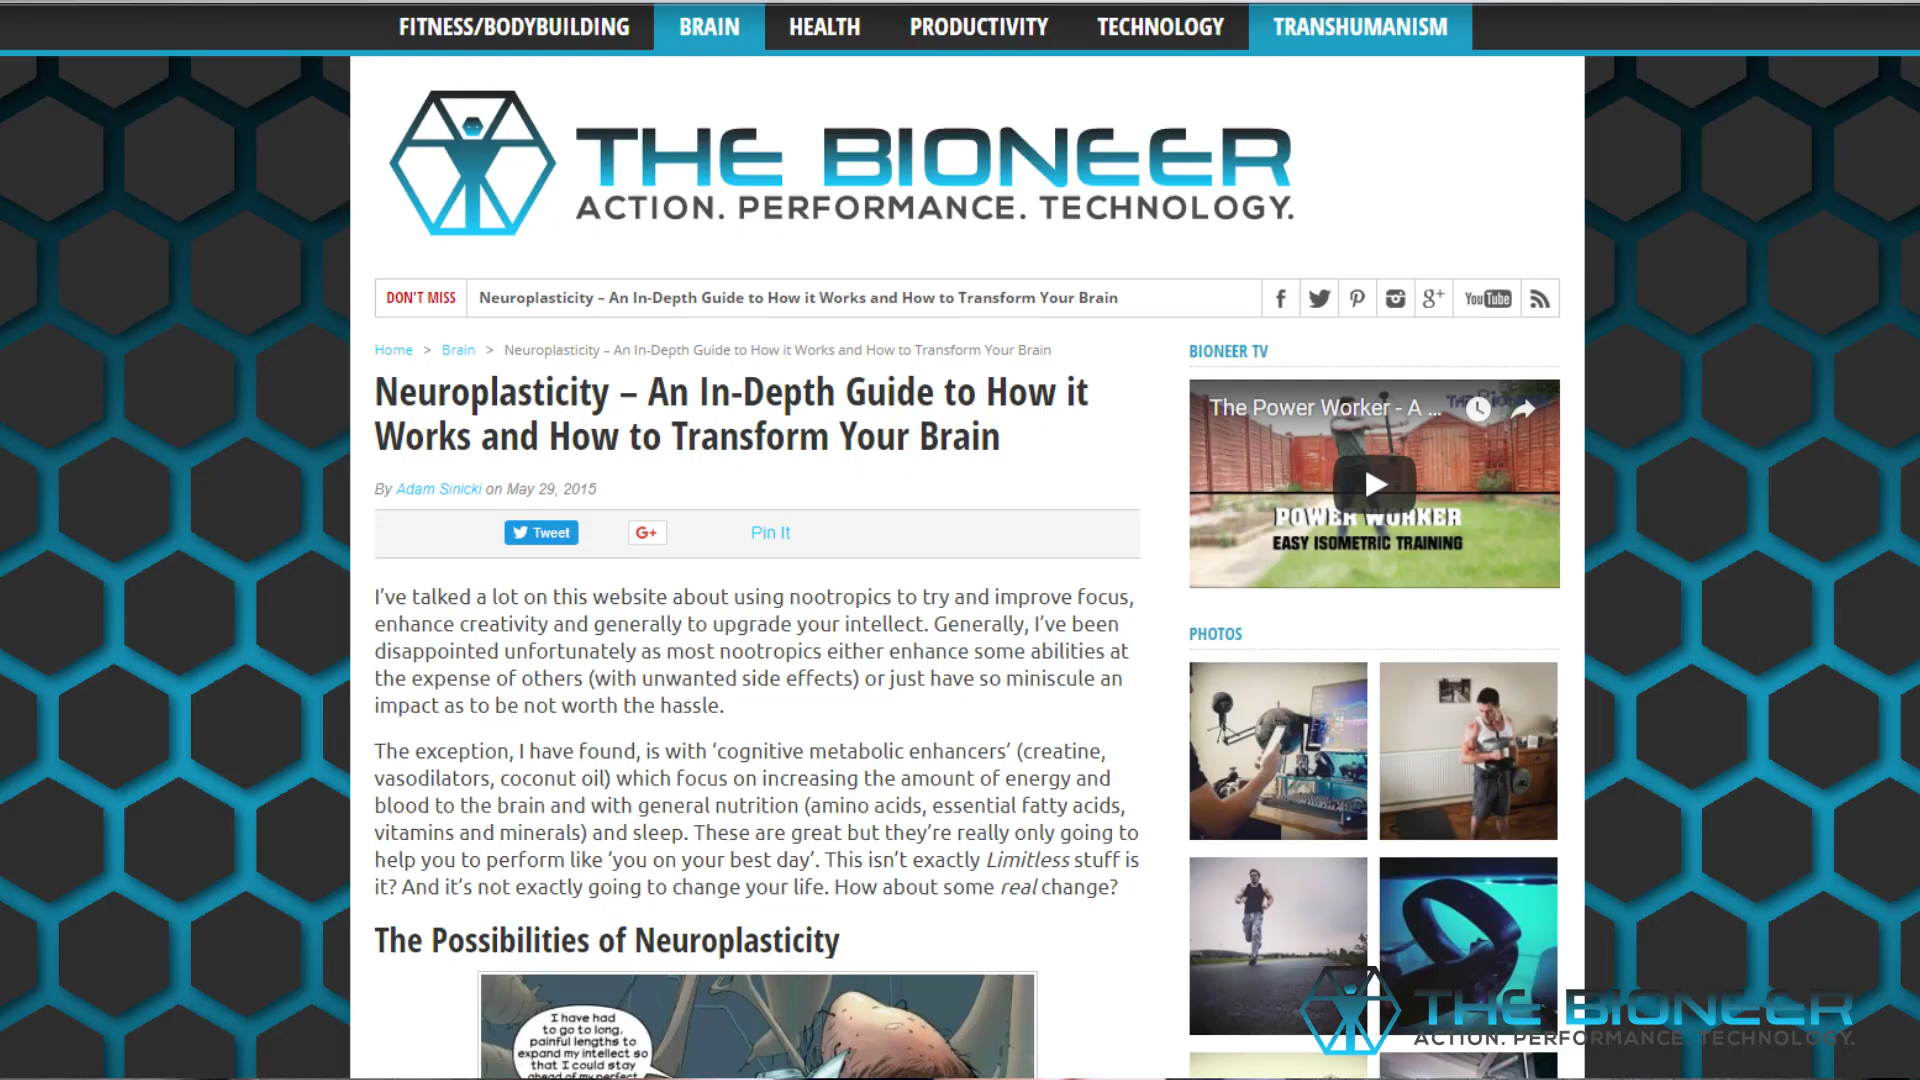 FITNESS/BODYBUILDING BRAIN HEALTH PRODUCTIVITY TECHNOLOGY TRANSHUMANISM
THE BIONEER
ACTION. PERFORMANCE. TECHNOLOGY.
DON'T MISS Neuroplasticity – An In-Depth Guide to How it Works and How to Transform Your Brain
g+ You Tube
Home > Brain > Neuroplasticity – An In-Depth Guide to How it Works and How to Transform Your Brain
Neuroplasticity – An In-Depth Guide to How it
Works and How to Transform Your Brain
By Adam Sinicki on May 29, 2015
Tweet G+ Pin It
I've talked a lot on this website about using nootropics to try and improve focus,
enhance creativity and generally to upgrade your intellect. Generally, I've been
disappointed unfortunately as most nootropics either enhance some abilities at
the expense of others (with unwanted side effects) or just have so miniscule an
impact as to be not worth the hassle.
The exception, I have found, is with ‘cognitive metabolic enhancers’ (creatine,
vasodilators, coconut oil) which focus on increasing the amount of energy and
blood to the brain and with general nutrition (amino acids, essential fatty acids,
vitamins and minerals) and sleep. These are great but they’re really only going to
help you to perform like ‘you on your best day’. This isn’t exactly Limitless stuff is
it? And it’s not exactly going to change your life. How about some real change?
The Possibilities of Neuroplasticity
I have had
to go to long,
painful lengths to
expand my intellect so
that I could stay
ahead of my perfect
BIONEER TV
The Power Worker - A ...
THE BIONEER
POWER WORKER
EASY ISOMETRIC TRAINING
PHOTOS
THE BIONEER
ACTION. PERFORMANCE. TECHNOLOGY.